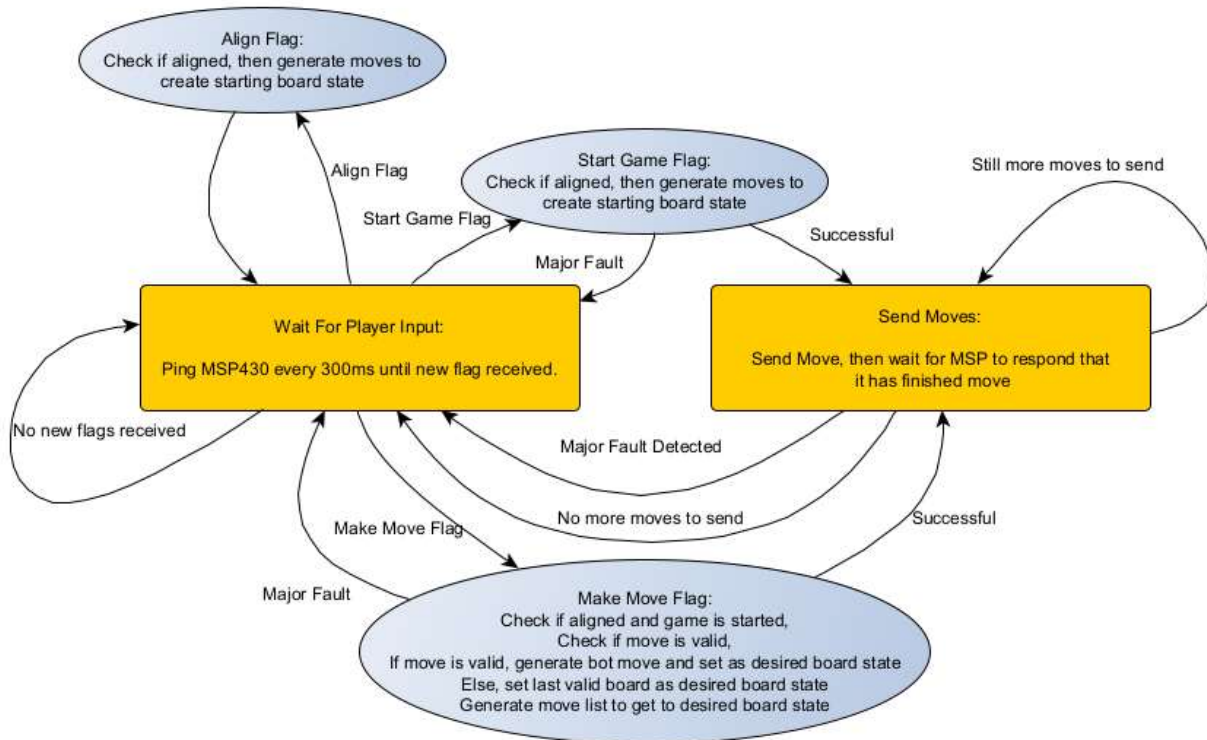 Align Flag:
Check if aligned, then generate moves to
create starting board state
Align Flag
Start Game Flag:
Check if aligned, then generate moves to
create starting board state
Still more moves to send
Start Game Flag
Successful
Major Fault
Wait For Player Input:
Ping MSP430 every 300ms until new flag received.
Send Moves:
Send Move, then wait for MSP to respond that
it has finished move
No new flags received
Major Fault Detected
No more moves to send
Make Move Flag
Successful
Major Fault
Make Move Flag:
Check if aligned and game is started,
Check if move is valid,
If move is valid, generate bot move and set as desired board state
Else, set last valid board as desired board state
Generate move list to get to desired board state